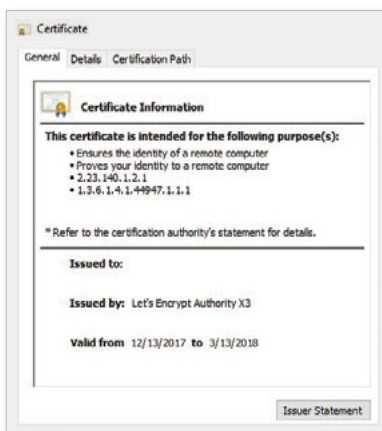 Certificate
General Details Certification Path
Certificate Information
This certificate is intended for the following purpose(s):
• Ensures the identity of a remote computer
• Proves your identity to a remote computer
• 2.23.140.1.2.1
• 1.3.6.1.4.1.44947.1.1.1
* Refer to the certification authority's statement for details.
Issued to:
Issued by: Let's Encrypt Authority X3
Valid from 12/13/2017 to 3/13/2018
Issuer Statement